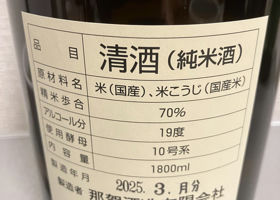 品目 清酒(純米酒)
原材料名 米(国産)、米こうじ(国産米)
精米歩合 70%
アルコール分 19度
使用酵母 10号系
内容量 1800ml
製造年月 2025.3.月分
製造者 那賀酒造有限会社